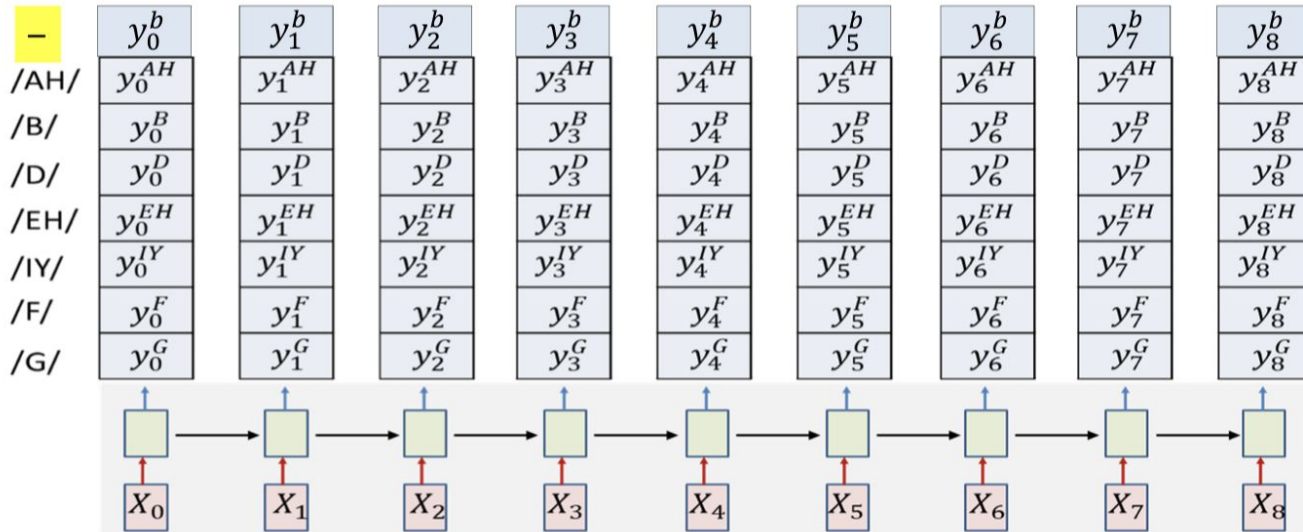 – y_0^b y_1^b y_2^b y_3^b y_4^b y_5^b y_6^b y_7^b y_8^b
/AH/ y_0^{AH} y_1^{AH} y_2^{AH} y_3^{AH} y_4^{AH} y_5^{AH} y_6^{AH} y_7^{AH} y_8^{AH}
/B/ y_0^B y_1^B y_2^B y_3^B y_4^B y_5^B y_6^B y_7^B y_8^B
/D/ y_0^D y_1^D y_2^D y_3^D y_4^D y_5^D y_6^D y_7^D y_8^D
/EH/ y_0^{EH} y_1^{EH} y_2^{EH} y_3^{EH} y_4^{EH} y_5^{EH} y_6^{EH} y_7^{EH} y_8^{EH}
/IY/ y_0^{IY} y_1^{IY} y_2^{IY} y_3^{IY} y_4^{IY} y_5^{IY} y_6^{IY} y_7^{IY} y_8^{IY}
/F/ y_0^F y_1^F y_2^F y_3^F y_4^F y_5^F y_6^F y_7^F y_8^F
/G/ y_0^G y_1^G y_2^G y_3^G y_4^G y_5^G y_6^G y_7^G y_8^G
X_0 X_1 X_2 X_3 X_4 X_5 X_6 X_7 X_8